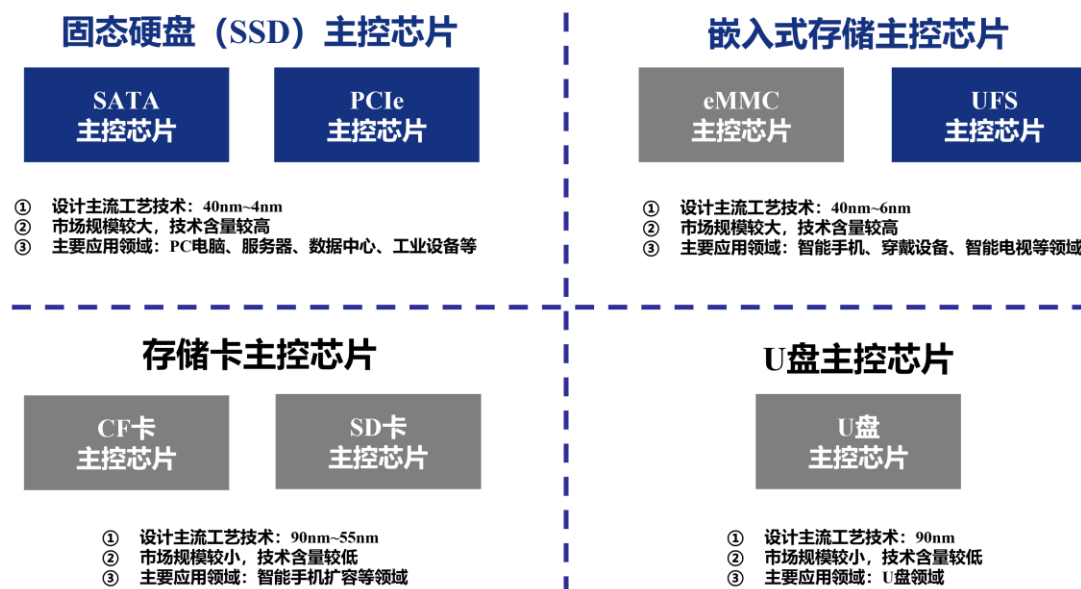 固态硬盘（SSD）主控芯片
SATA
主控芯片
PCIe
主控芯片
① 设计主流工艺技术：40nm~4nm
② 市场规模较大，技术含量较高
③ 主要应用领域：PC电脑、服务器、数据中心、工业设备等
嵌入式存储主控芯片
eMMC
主控芯片
UFS
主控芯片
① 设计主流工艺技术：40nm~6nm
② 市场规模较大，技术含量较高
③ 主要应用领域：智能手机、穿戴设备、智能电视等领域
存储卡主控芯片
CF卡
主控芯片
SD卡
主控芯片
① 设计主流工艺技术：90nm~55nm
② 市场规模较小，技术含量较低
③ 主要应用领域：智能手机扩容等领域
U盘主控芯片
U盘
主控芯片
① 设计主流工艺技术：90nm
② 市场规模较小，技术含量较低
③ 主要应用领域：U盘领域